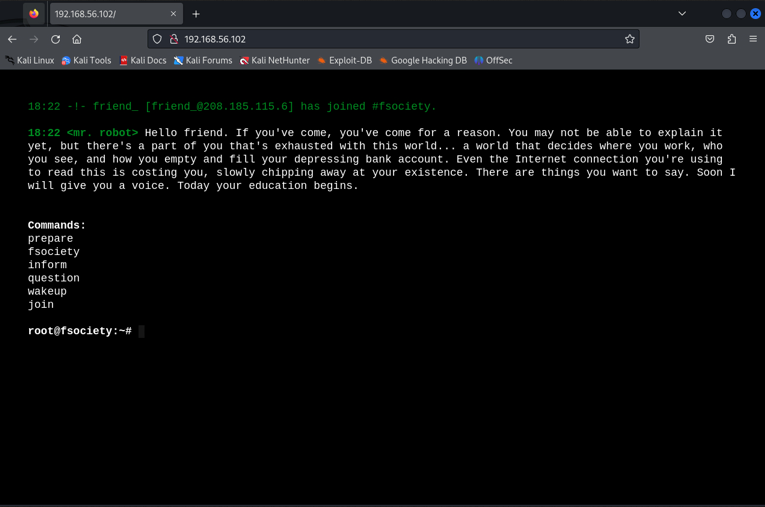 192.168.56.102/
192.168.56.102
Kali Linux Kali Tools Kali Docs Kali Forums Kali NetHunter Exploit-DB Google Hacking DB OffSec
18:22 -!- friend_ [friend_@208.185.115.6] has joined #fsociety.
18:22 <mr. robot> Hello friend. If you've come, you've come for a reason. You may not be able to explain it
yet, but there's a part of you that's exhausted with this world... a world that decides where you work, who
you see, and how you empty and fill your depressing bank account. Even the Internet connection you're using
to read this is costing you, slowly chipping away at your existence. There are things you want to say. Soon I
will give you a voice. Today your education begins.
Commands:
prepare
fsociety
inform
question
wakeup
join
root@fsociety:~#